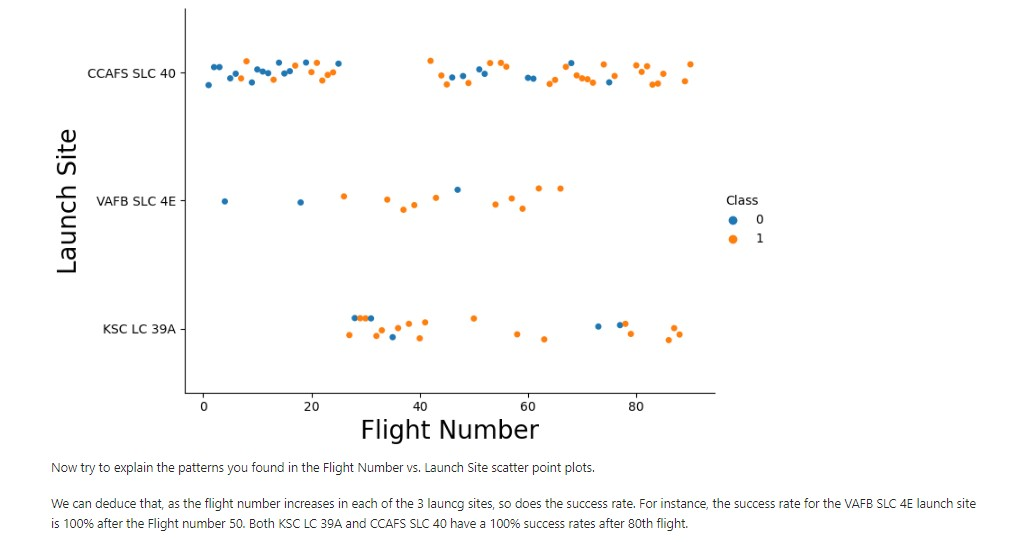 CCAFS SLC 40
VAFB SLC 4E
KSC LC 39A
Launch Site
0 20 40 60 80
Flight Number
Class
0
1
Now try to explain the patterns you found in the Flight Number vs. Launch Site scatter point plots.
We can deduce that, as the flight number increases in each of the 3 launcg sites, so does the success rate. For instance, the success rate for the VAFB SLC 4E launch site
is 100% after the Flight number 50. Both KSC LC 39A and CCAFS SLC 40 have a 100% success rates after 80th flight.